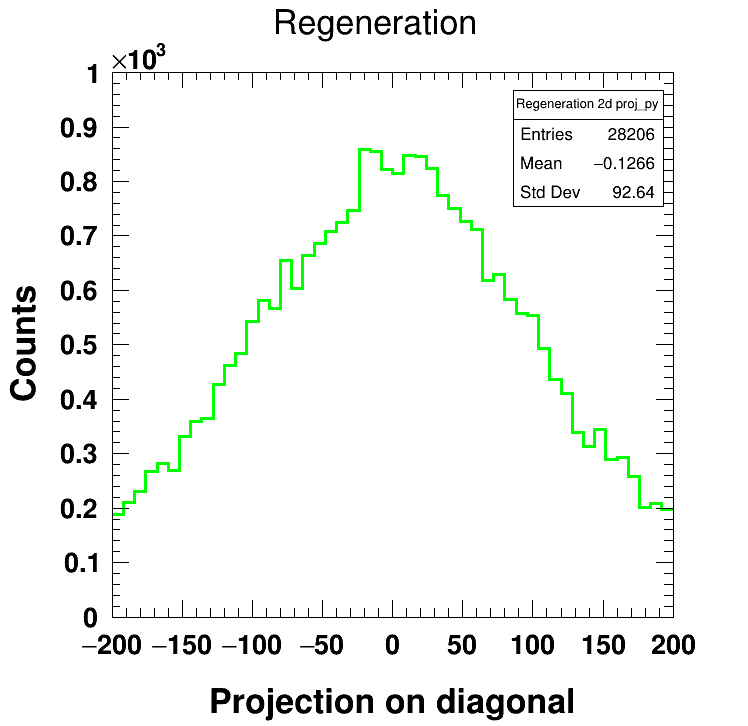 Regeneration
×10³
Regeneration 2d proj_py
Entries 28206
Mean −0.1266
Std Dev 92.64
1
0.9
0.8
0.7
0.6
0.5
0.4
0.3
0.2
0.1
0
Counts
−200 −150 −100 −50 0 50 100 150 200
Projection on diagonal